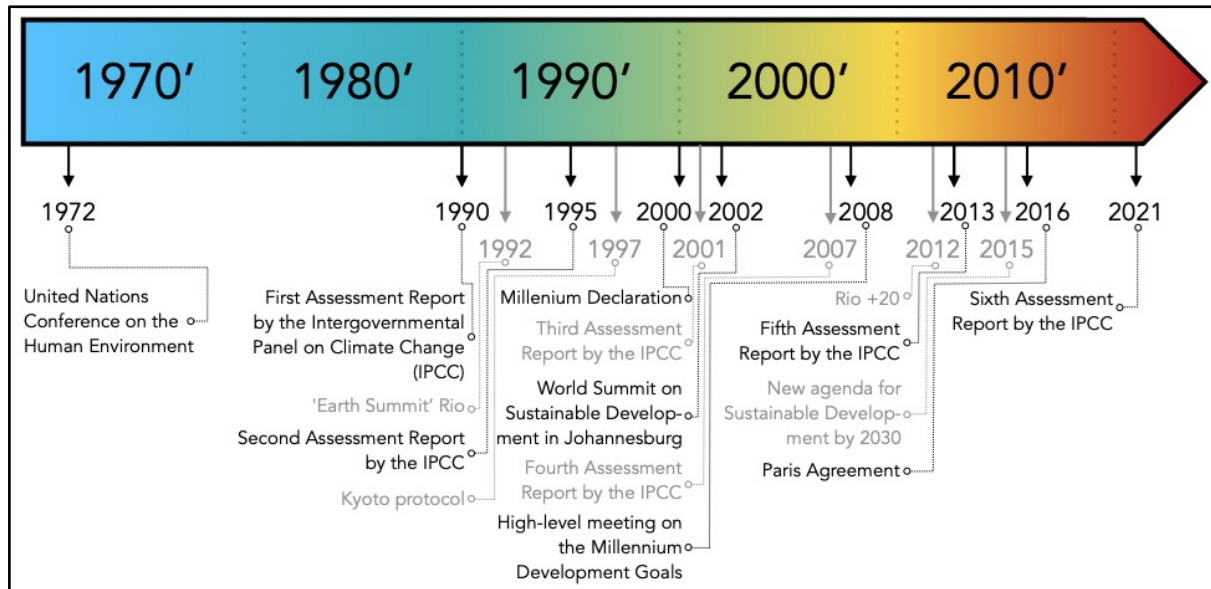 1970’
1980’
1990’
2000’
2010’
1972
1990
1995
2000
2002
2008
2013
2016
2021
1992
1997
2001
2007
2012
2015
United Nations
Conference on the
Human Environment
First Assessment Report
by the Intergovernmental
Panel on Climate Change
(IPCC)
'Earth Summit’ Rio
Second Assessment Report
by the IPCC
Kyoto protocol
Millenium Declaration
Third Assessment
Report by the IPCC
World Summit on
Sustainable Develop-
ment in Johannesburg
Fourth Assessment
Report by the IPCC
High-level meeting on
the Millennium
Development Goals
Rio +20
Fifth Assessment
Report by the IPCC
New agenda for
Sustainable Develop-
ment by 2030
Paris Agreement
Sixth Assessment
Report by the IPCC